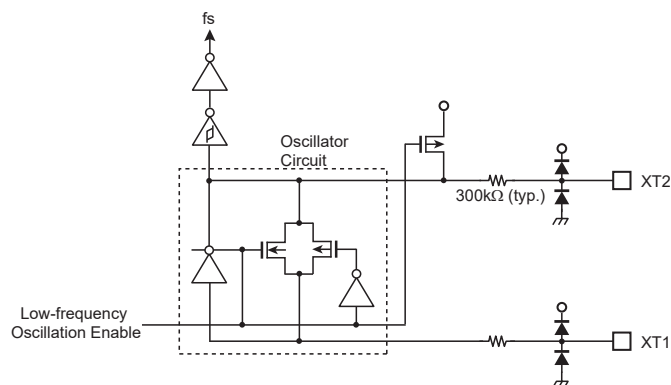 fs
Oscillator
Circuit
300kΩ (typ.)
XT2
Low-frequency
Oscillation Enable
XT1